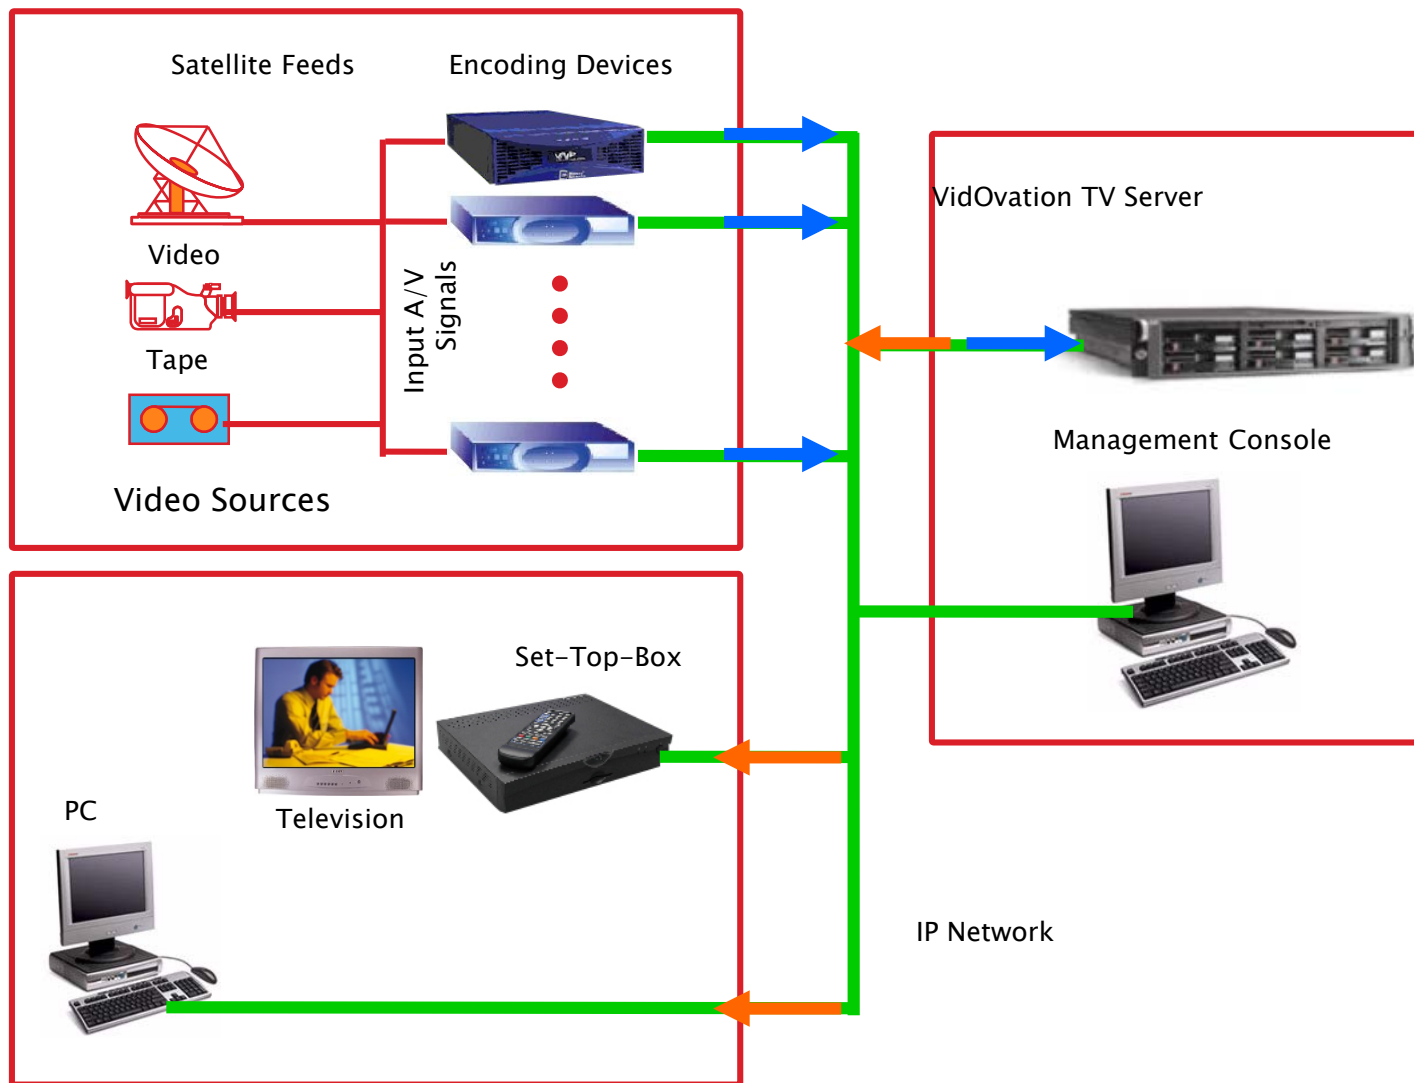 Satellite Feeds
Encoding Devices
Video
Tape
Input A/V
Signals
Video Sources
VidOvation TV Server
Management Console
Set-Top-Box
Television
PC
IP Network